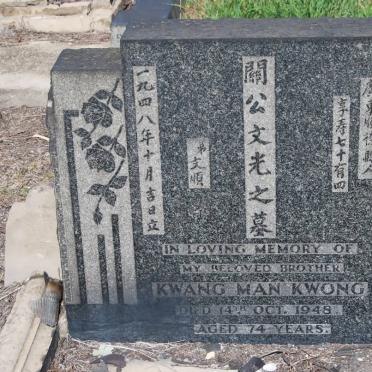 享壽七十有四
關公文光之墓
弟文順
一九四八年十月吉日立
IN LOVING MEMORY OF
MY BELOVED BROTHER
KWANG MAN KWONG
DIED 14TH OCT. 1948.
AGED 74 YEARS.